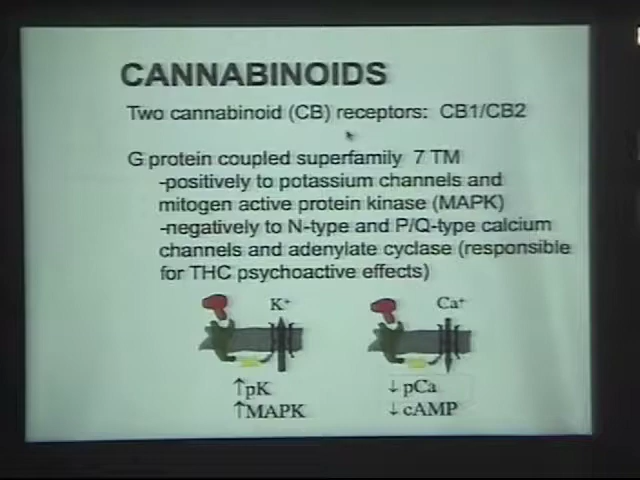 CANNABINOIDS
Two cannabinoid (CB) receptors: CB1/CB2
G protein coupled superfamily 7 TM
-positively to potassium channels and
mitogen active protein kinase (MAPK)
-negatively to N-type and P/Q-type calcium
channels and adenylate cyclase (responsible
for THC psychoactive effects)
K⁺ Ca⁺
↑pK ↓ pCa
↑MAPK ↓ cAMP